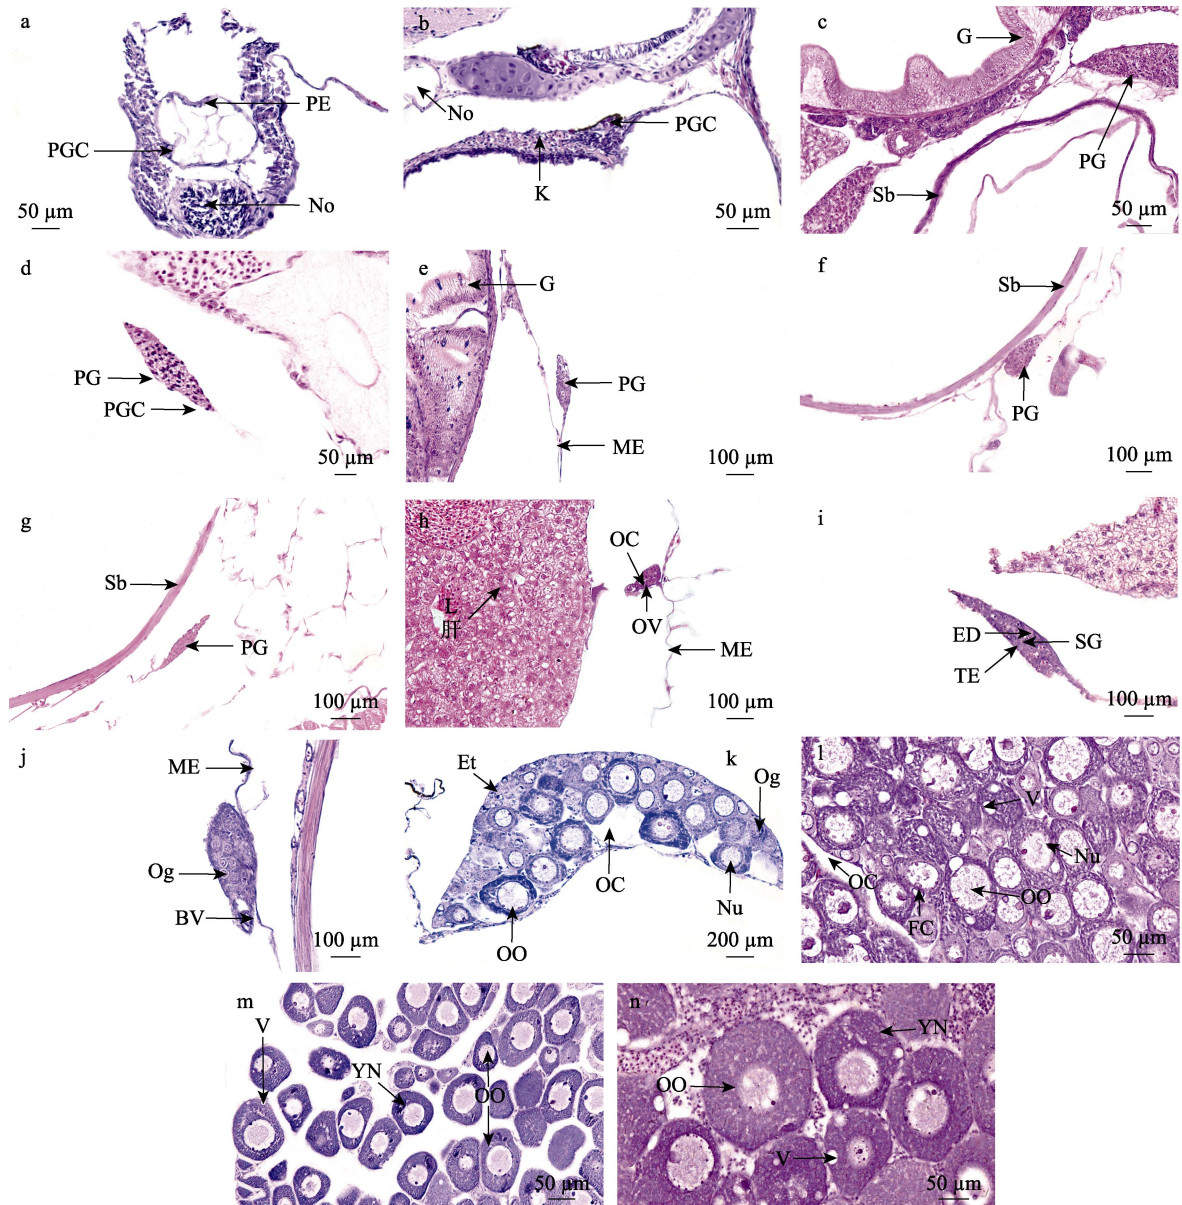 a
PE
PGC
No
50 μm
b
No
PGC
K
50 μm
c
G
PG
Sb
50 μm
d
PG
PGC
50 μm
e
G
PG
ME
100 μm
f
Sb
PG
100 μm
g
Sb
PG
100 μm
h
OC
L
肝
OV
ME
100 μm
i
ED
SG
TE
100 μm
j
ME
Og
BV
100 μm
k
Et
Og
OC
Nu
OO
200 μm
l
V
Nu
OC
OO
FC
50 μm
m
V
YN
OO
50 μm
n
YN
OO
V
50 μm